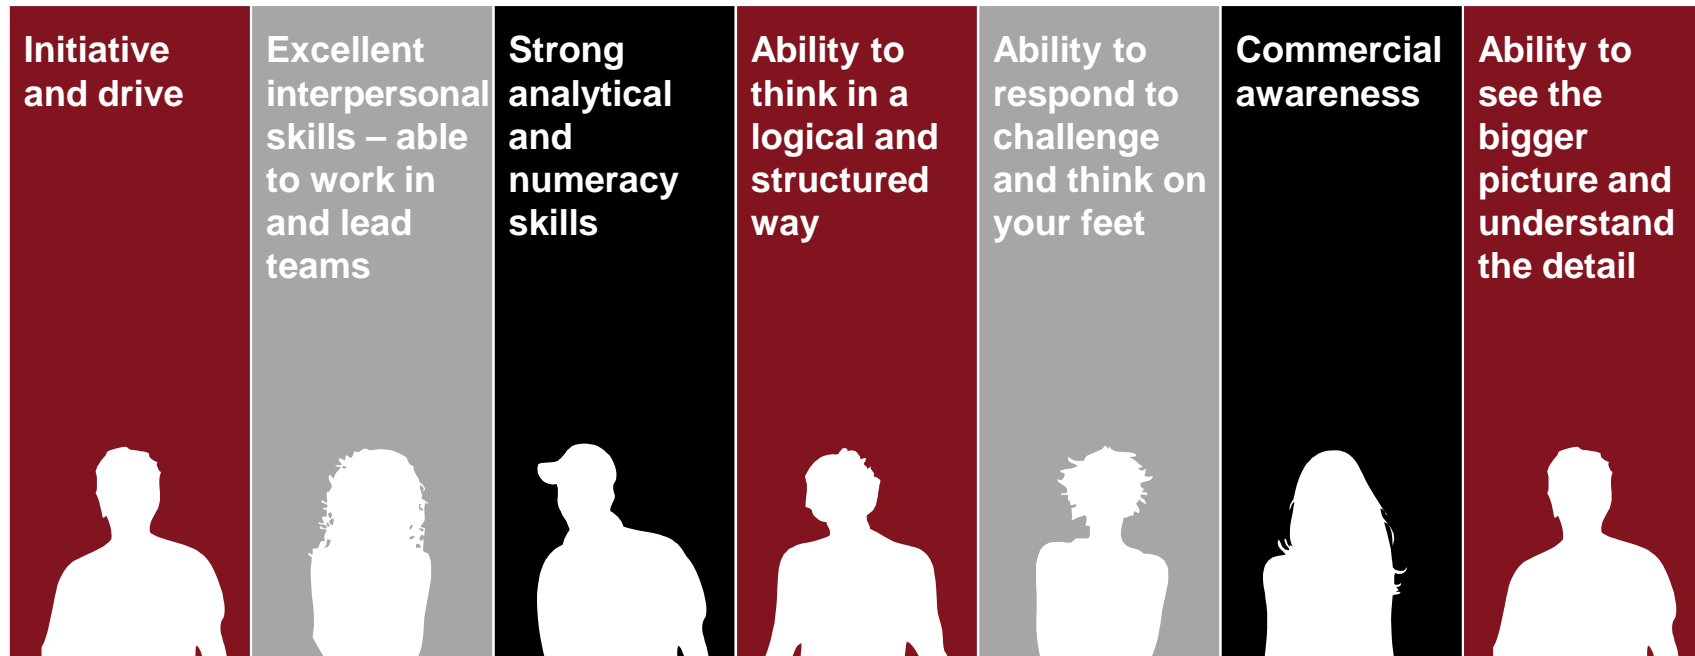 Initiative
and drive
Excellent
interpersonal
skills – able
to work in
and lead
teams
Strong
analytical
and
numeracy
skills
Ability to
think in a
logical and
structured
way
Ability to
respond to
challenge
and think on
your feet
Commercial
awareness
Ability to
see the
bigger
picture and
understand
the detail